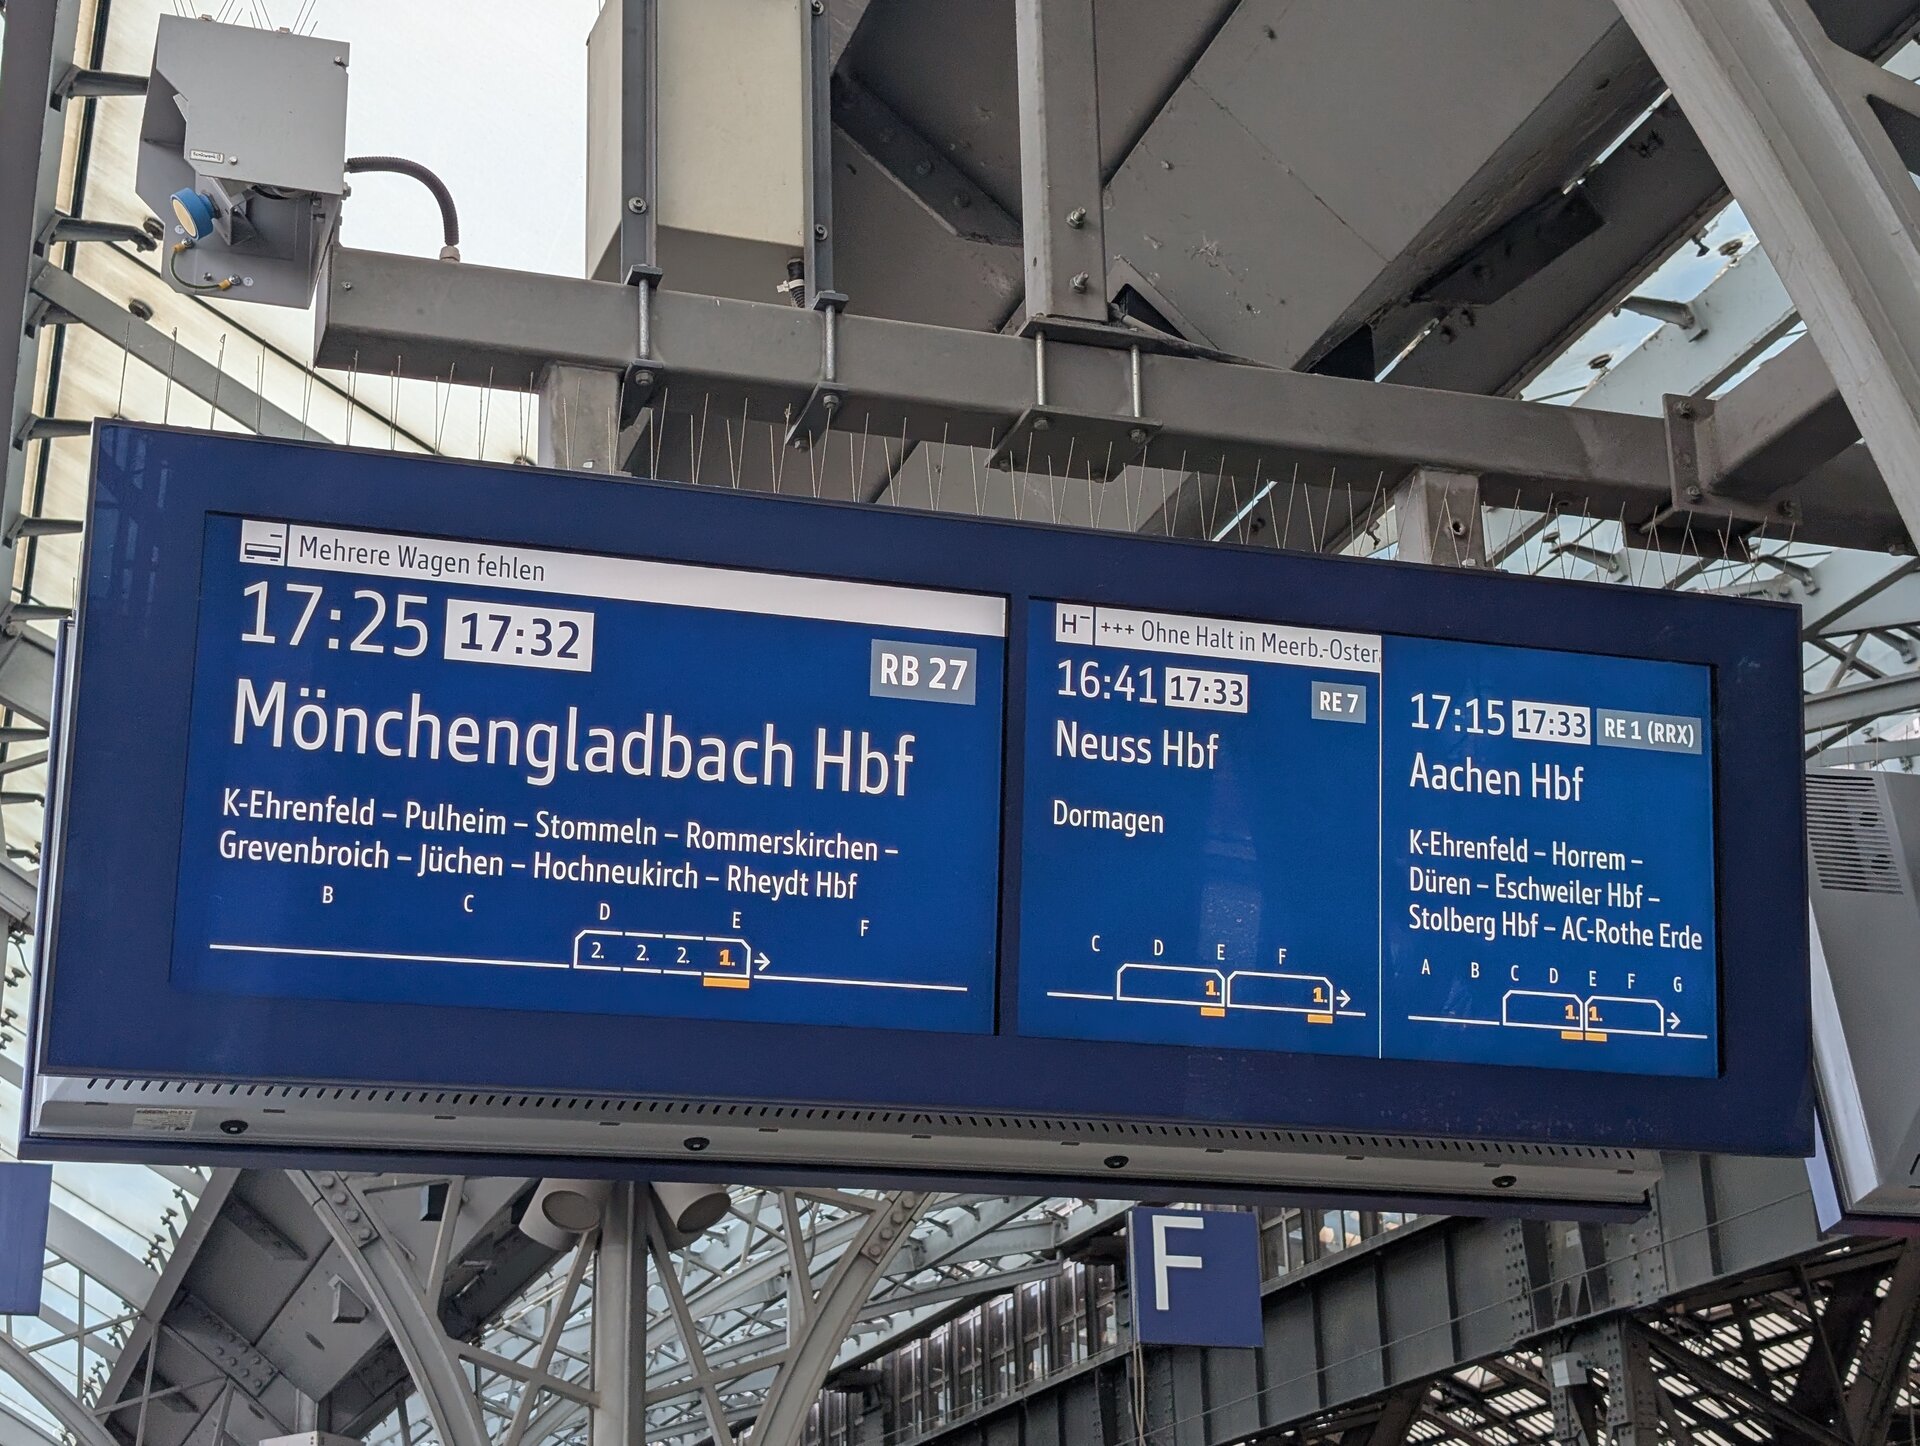 Mehrere Wagen fehlen
17:25 17:32
RB 27
Mönchengladbach Hbf
K-Ehrenfeld – Pulheim – Stommeln – Rommerskirchen –
Grevenbroich – Jüchen – Hochneukirch – Rheydt Hbf
B C D E F
2. 2. 2. 1.
H⁻ +++ Ohne Halt in Meerb.-Oster
16:41 17:33 RE 7
Neuss Hbf
Dormagen
C D E F
1. 1.
17:15 17:33 RE 1 (RRX)
Aachen Hbf
K-Ehrenfeld – Horrem –
Düren – Eschweiler Hbf –
Stolberg Hbf – AC-Rothe Erde
A B C D E F G
1. 1.
F